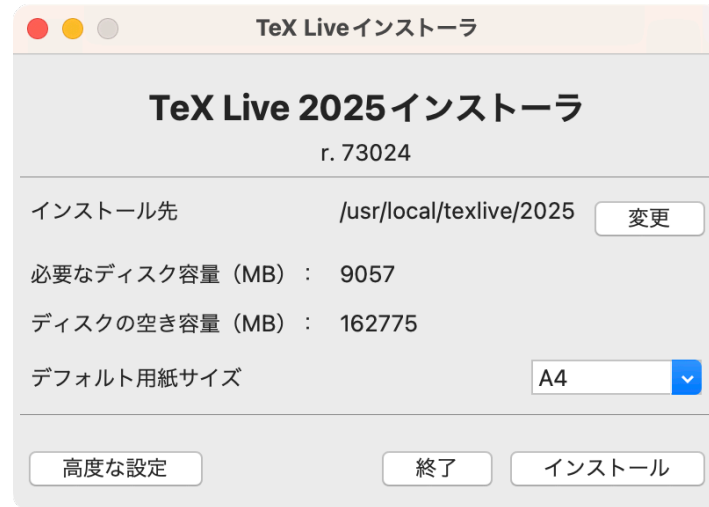 TeX Liveインストーラ
TeX Live 2025インストーラ
r. 73024
インストール先 /usr/local/texlive/2025 変更
必要なディスク容量（MB）： 9057
ディスクの空き容量（MB）： 162775
デフォルト用紙サイズ A4
高度な設定 終了 インストール